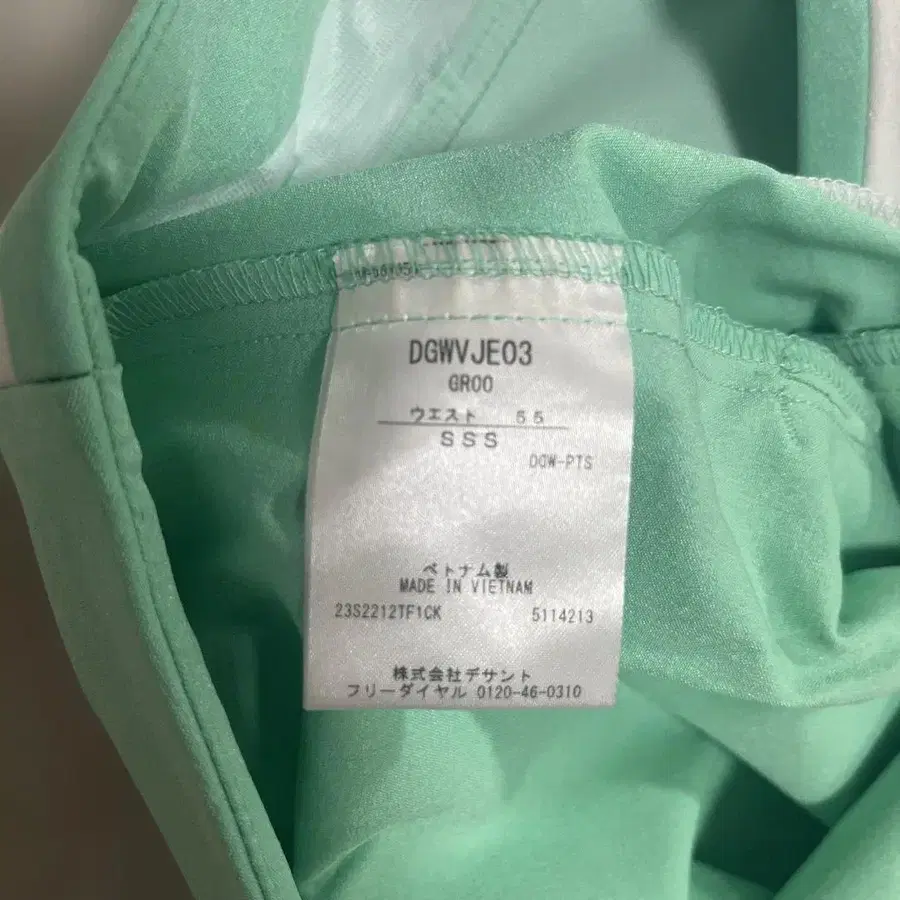 DGWVJE03
GR00
ウエスト 55
SSS
DGW-PTS
ベトナム製
MADE IN VIETNAM
23S2212TF1CK 5114213
株式会社デサント
フリーダイヤル 0120-46-0310